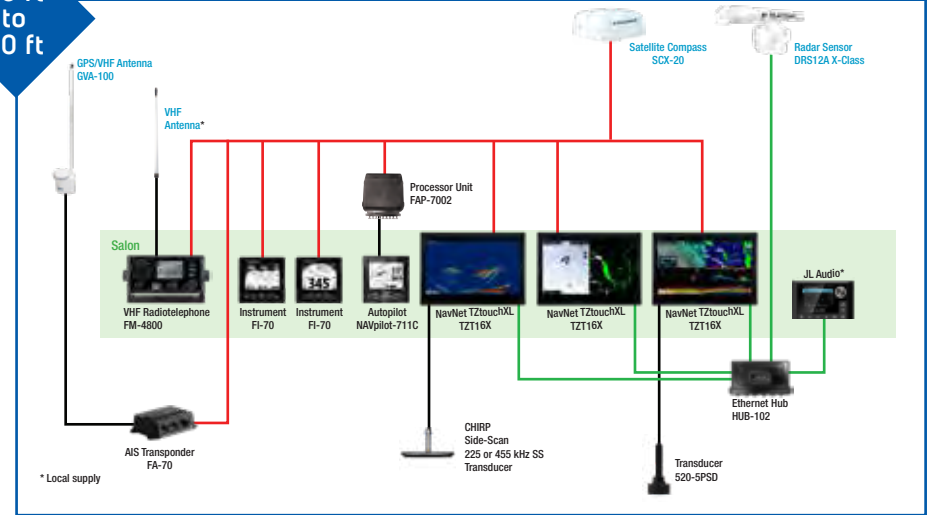 to
0 ft
GPS/VHF Antenna
GVA-100
VHF
Antenna*
Satellite Compass
SCX-20
Radar Sensor
DRS12A X-Class
Processor Unit
FAP-7002
Salon
VHF Radiotelephone
FM-4800
Instrument
FI-70
Instrument
FI-70
345
Autopilot
NAVpilot-711C
NavNet TZtouchXL
TZT16X
NavNet TZtouchXL
TZT16X
NavNet TZtouchXL
TZT16X
JL Audio*
Ethernet Hub
HUB-102
AIS Transponder
FA-70
CHIRP
Side-Scan
225 or 455 kHz SS
Transducer
Transducer
520-5PSD
* Local supply